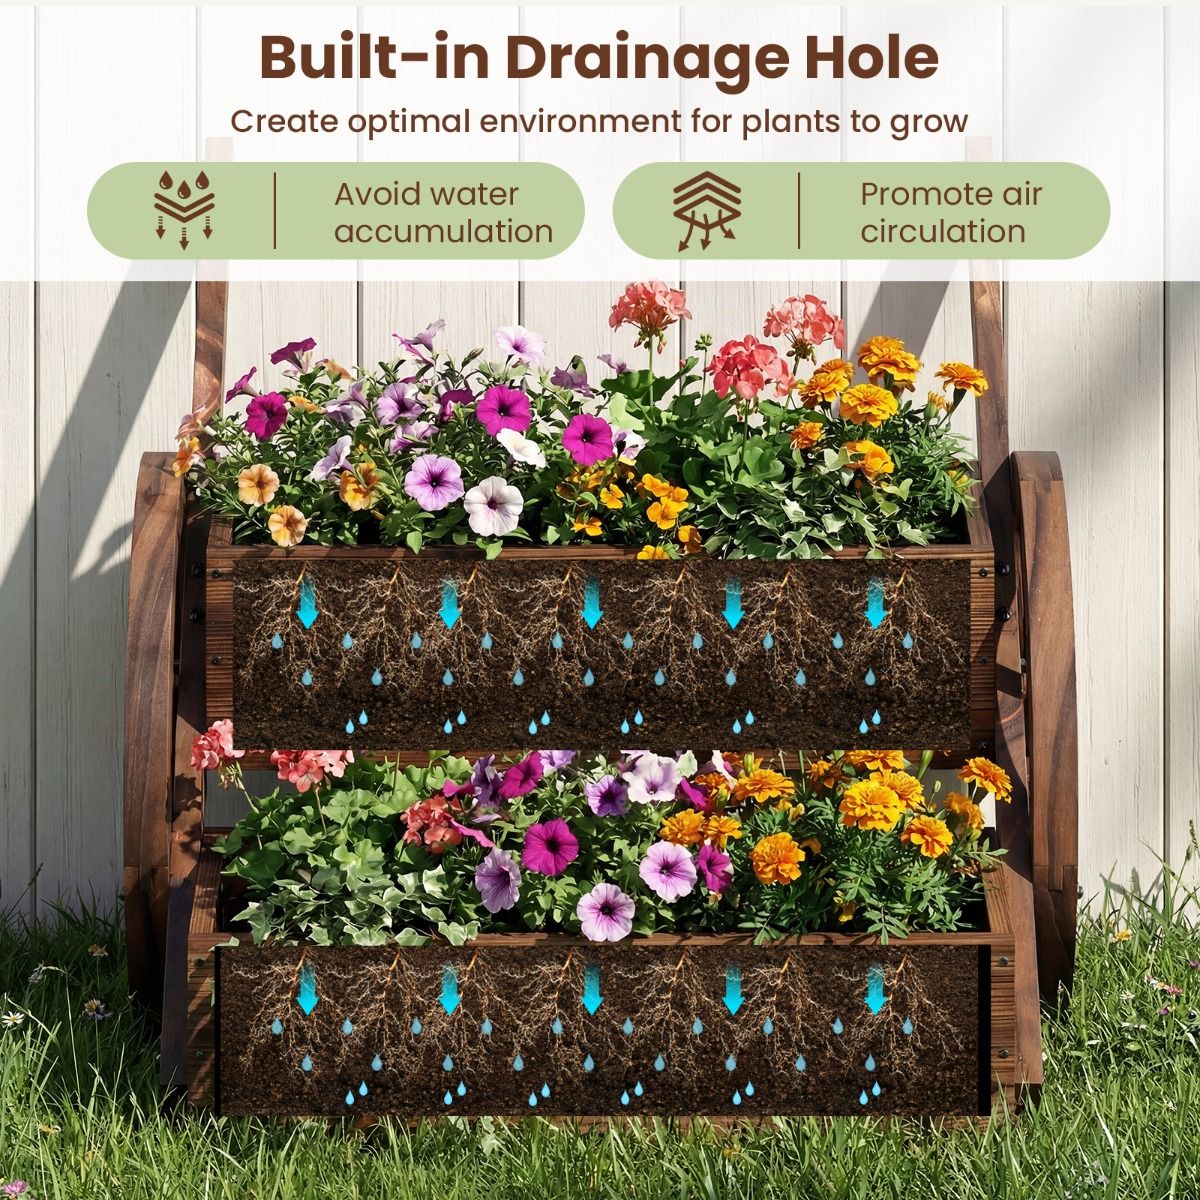 Built-in Drainage Hole
Create optimal environment for plants to grow
Avoid water
accumulation
Promote air
circulation